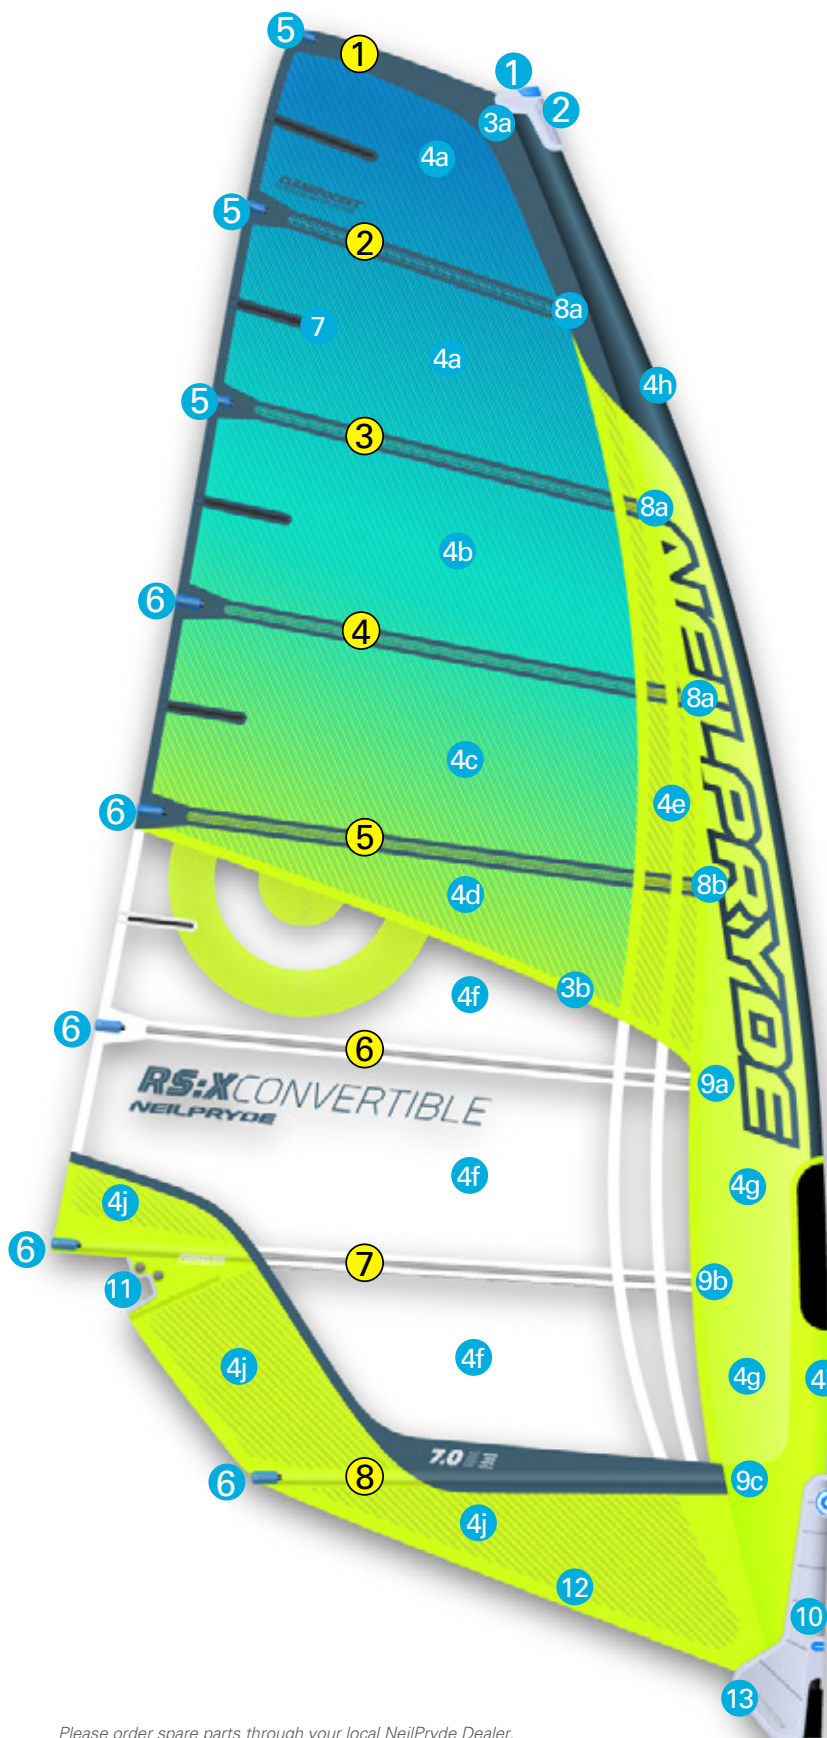 5
1
1
2
3a
4a
5
2
8a
7
4a
4h
5
3
8a
4b
6
4
8a
4c
4e
6
5
8b
4d
3b
4f
6
6
9a
RS:XCONVERTIBLE
NEILPRYDE
NEILPRYDE
4f
4g
4j
6
7
9b
11
4f
4j
4g
4
7.0
6
8
9c
4j
12
10
13
Please order spare parts through your local NeilPryde Dealer.